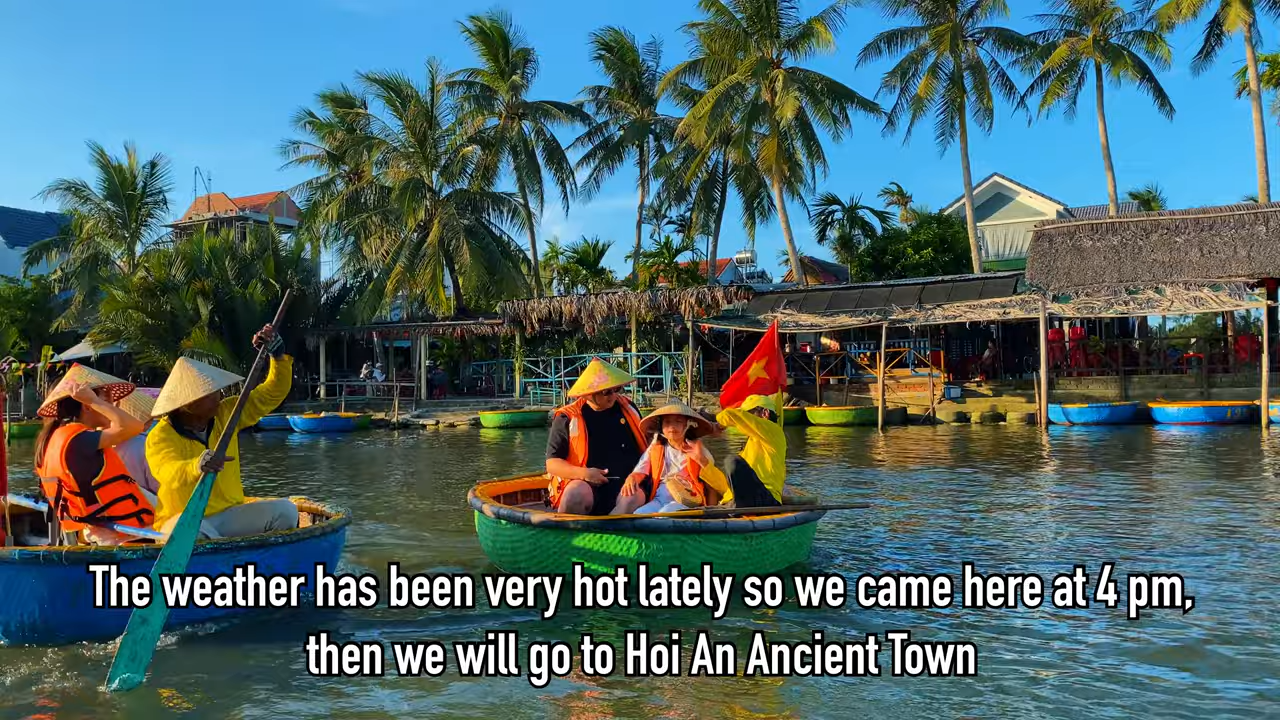 The weather has been very hot lately so we came here at 4 pm,
then we will go to Hoi An Ancient Town